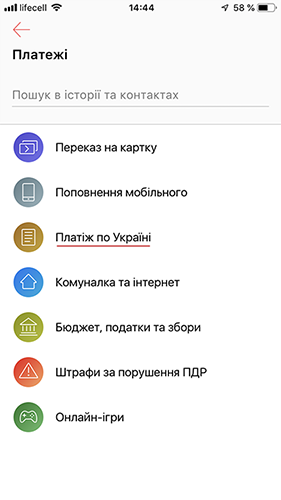 lifecell 14:44 58 %
Платежі
Пошук в історії та контактах
Переказ на картку
Поповнення мобільного
Платіж по Україні
Комуналка та інтернет
Бюджет, податки та збори
Штрафи за порушення ПДР
Онлайн-ігри